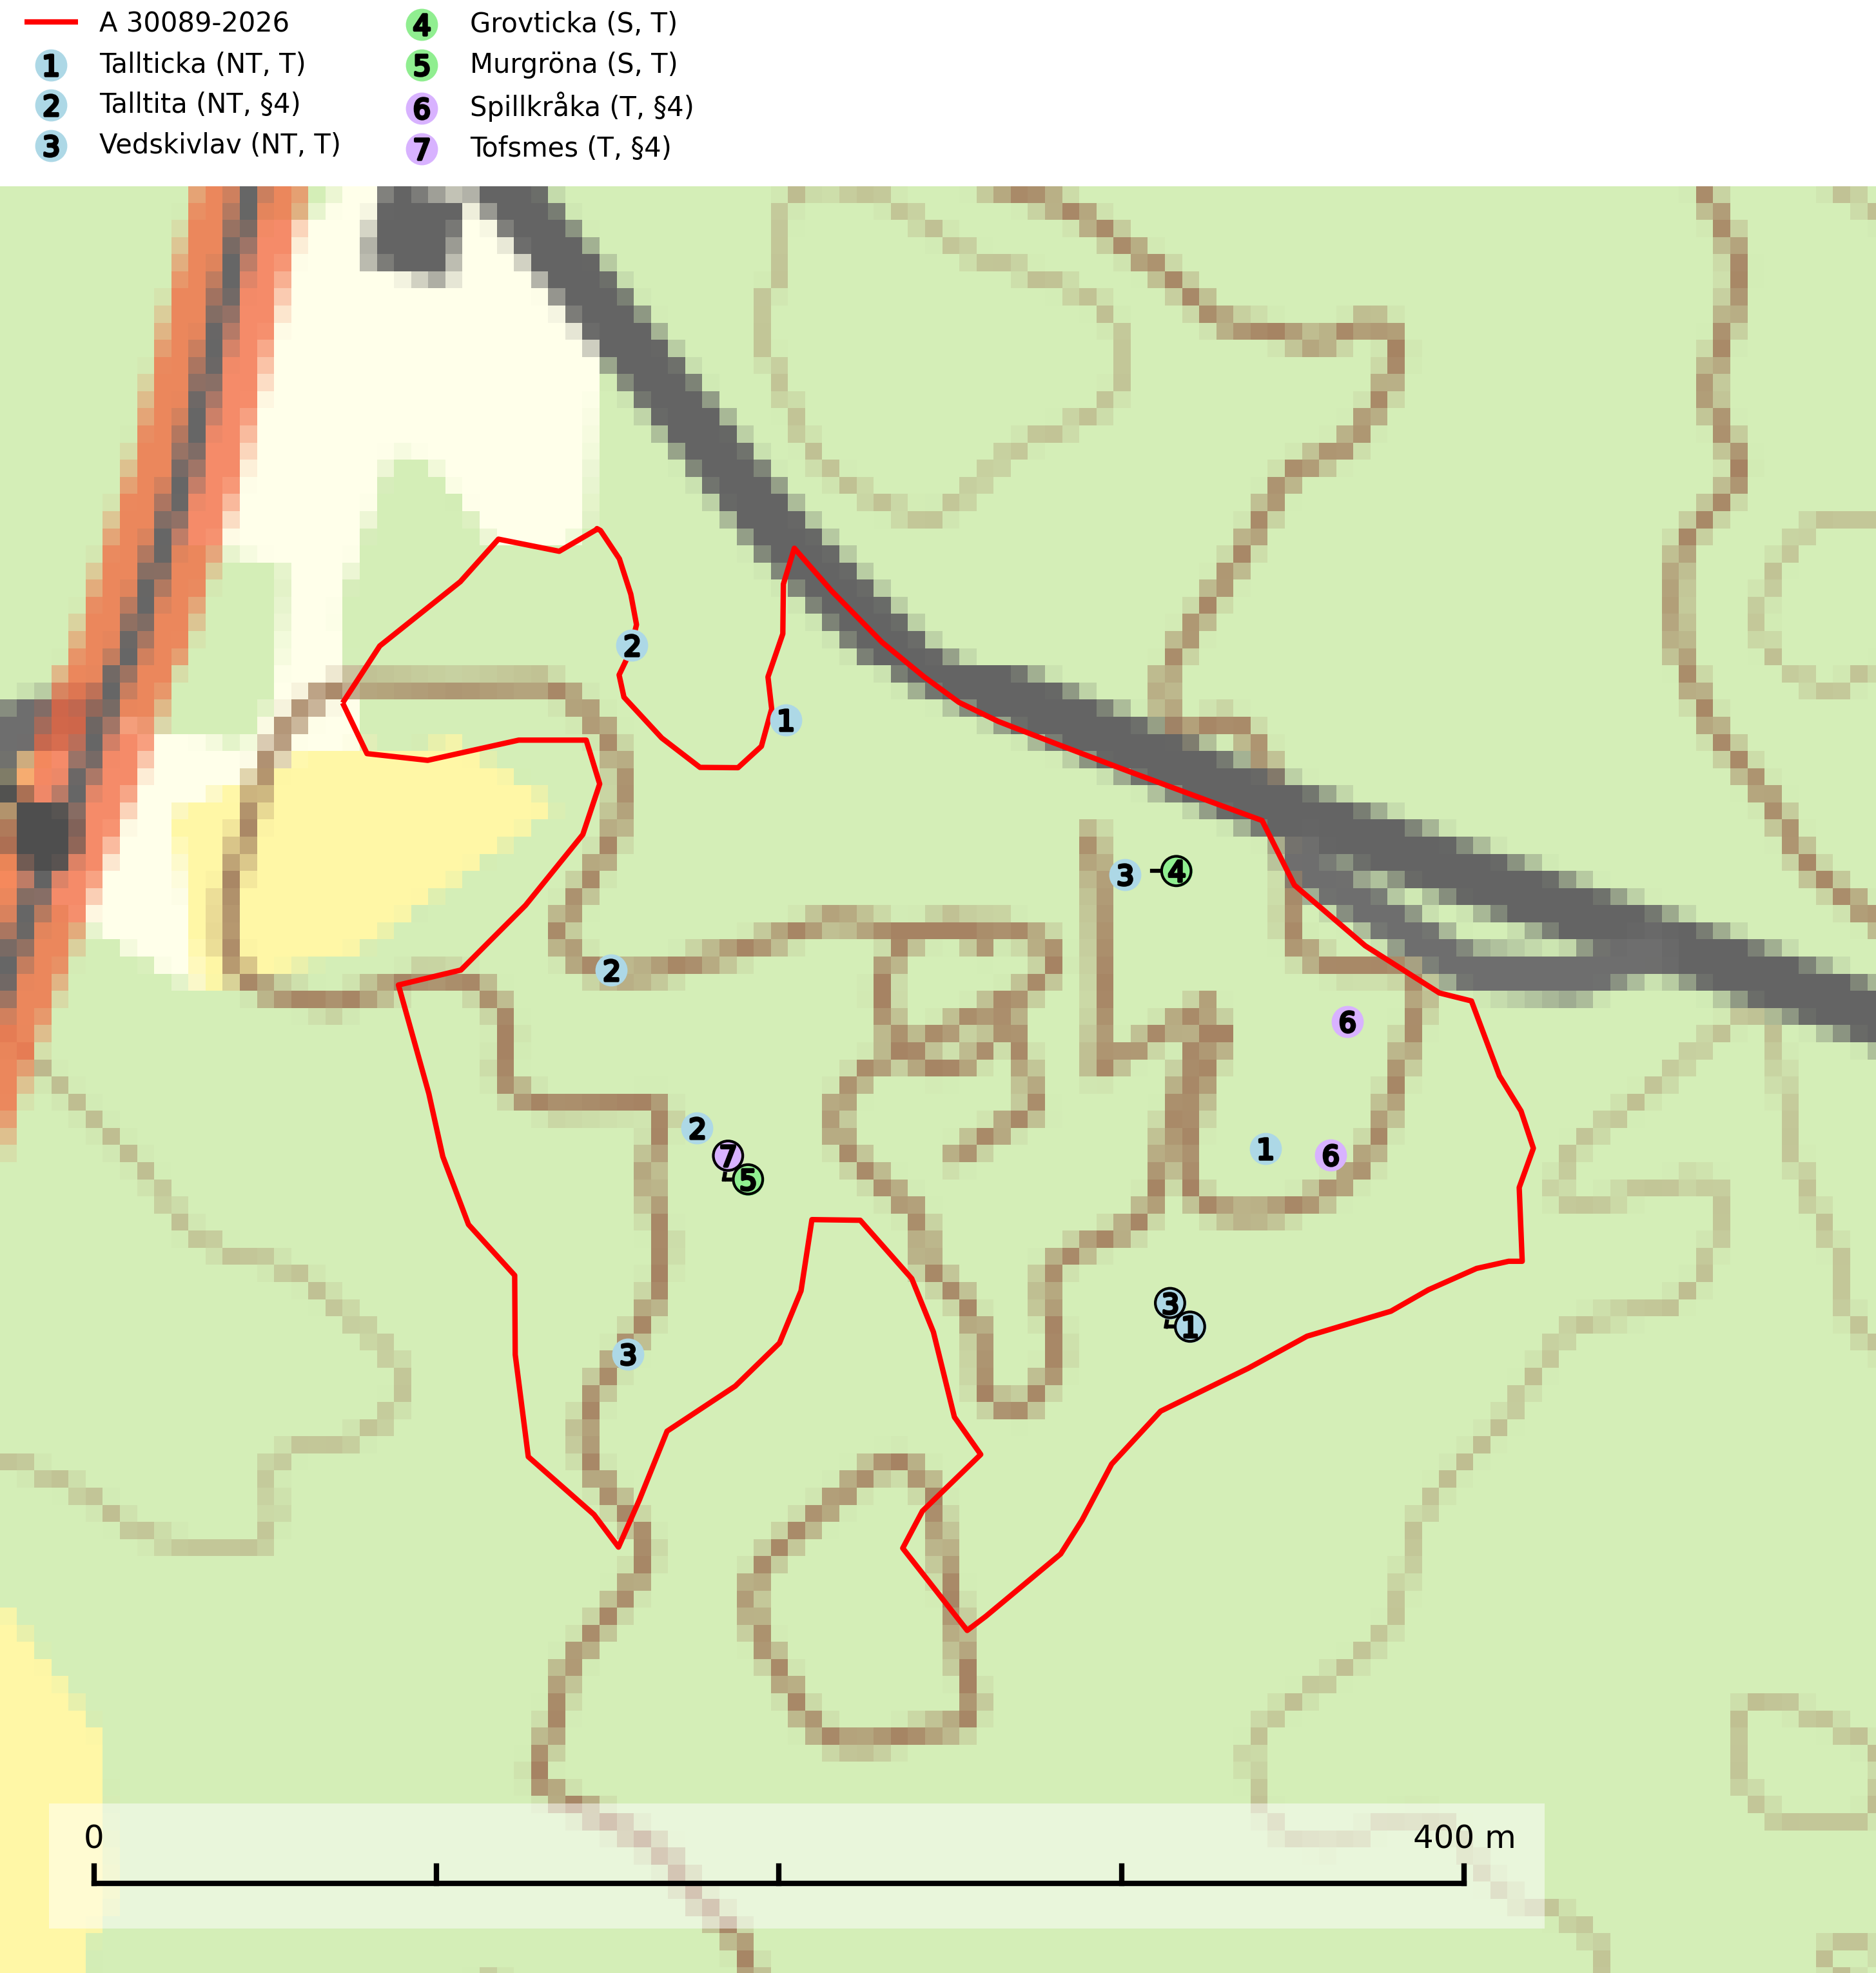 A 30089-2026
1 Tallticka (NT, T)
2 Talltita (NT, §4)
3 Vedskivlav (NT, T)
4 Grovticka (S, T)
5 Murgröna (S, T)
6 Spillkråka (T, §4)
7 Tofsmes (T, §4)
2
1
3 4
2
6
2
1 6
7
5
3
1
3
0 400 m